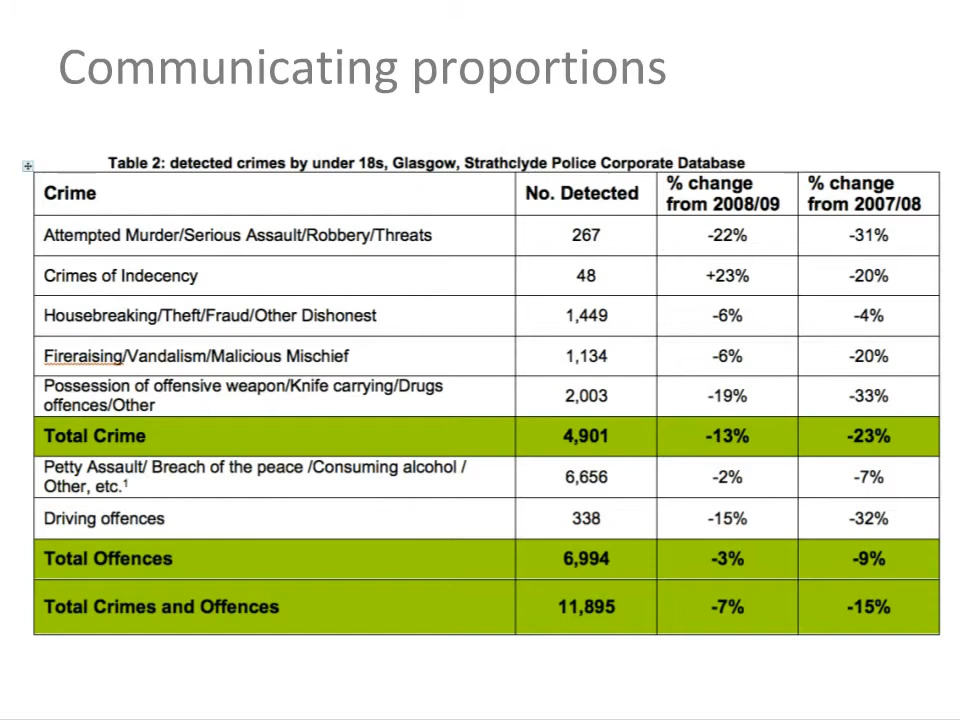 Communicating proportions
Table 2: detected crimes by under 18s, Glasgow, Strathclyde Police Corporate Database
Crime No. Detected % change from 2008/09 % change from 2007/08
Attempted Murder/Serious Assault/Robbery/Threats 267 -22% -31%
Crimes of Indecency 48 +23% -20%
Housebreaking/Theft/Fraud/Other Dishonest 1,449 -6% -4%
Fireraising/Vandalism/Malicious Mischief 1,134 -6% -20%
Possession of offensive weapon/Knife carrying/Drugs
offences/Other 2,003 -19% -33%
Total Crime 4,901 -13% -23%
Petty Assault/ Breach of the peace /Consuming alcohol /
Other, etc.¹ 6,656 -2% -7%
Driving offences 338 -15% -32%
Total Offences 6,994 -3% -9%
Total Crimes and Offences 11,895 -7% -15%